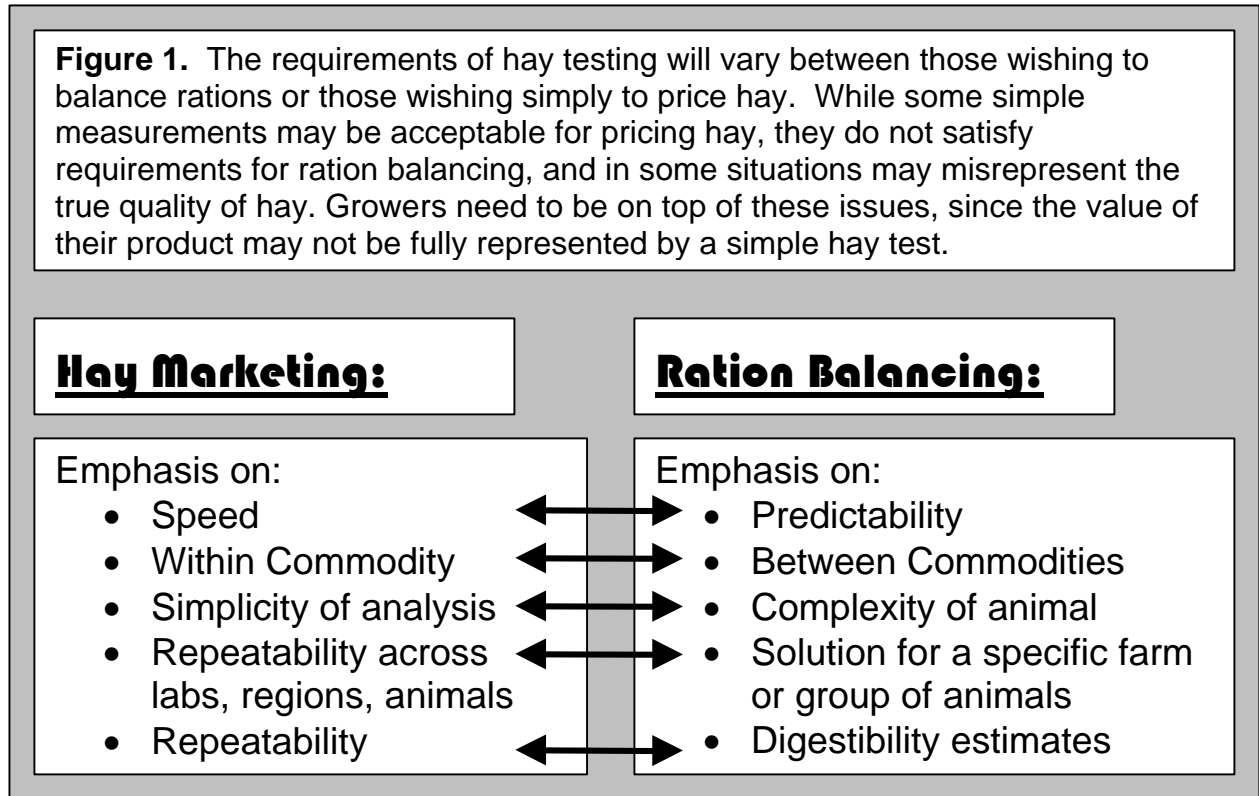 Figure 1. The requirements of hay testing will vary between those wishing to
balance rations or those wishing simply to price hay. While some simple
measurements may be acceptable for pricing hay, they do not satisfy
requirements for ration balancing, and in some situations may misrepresent the
true quality of hay. Growers need to be on top of these issues, since the value of
their product may not be fully represented by a simple hay test.
Hay Marketing:
Emphasis on:
• Speed
• Within Commodity
• Simplicity of analysis
• Repeatability across
labs, regions, animals
• Repeatability
Ration Balancing:
Emphasis on:
• Predictability
• Between Commodities
• Complexity of animal
• Solution for a specific farm
or group of animals
• Digestibility estimates